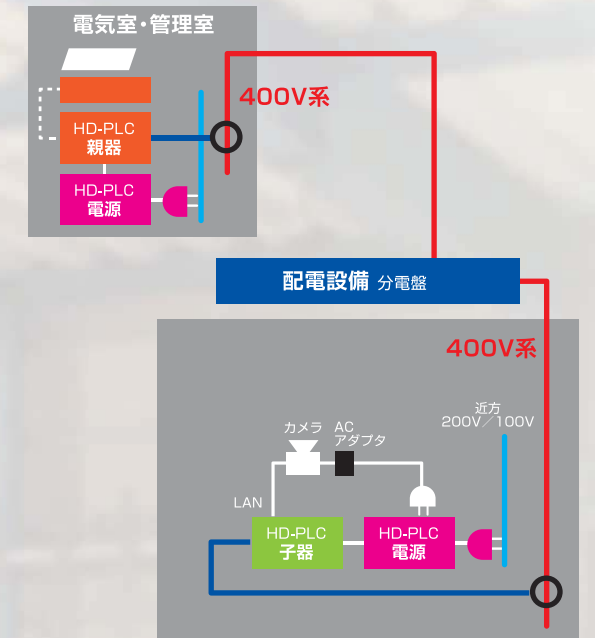 電気室・管理室
400V系
HD-PLC
親器
HD-PLC
電源
配電設備 分電盤
400V系
近方
200V／100V
カメラ
AC
アダプタ
LAN
HD-PLC
子器
HD-PLC
電源